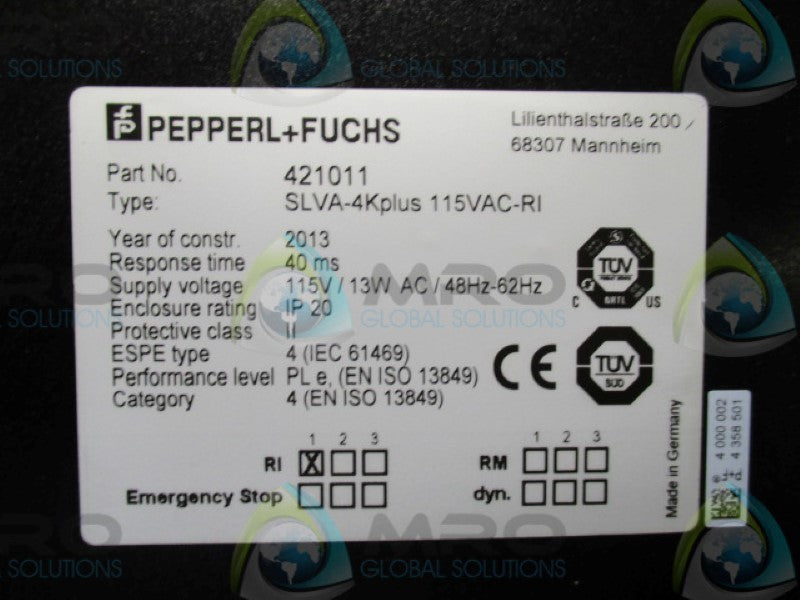 PEPPERL+FUCHS
Lilienthalstraße 200
68307 Mannheim
Part No. 421011
Type: SLVA-4Kplus 115VAC-RI
Year of constr. 2013
Response time 40 ms
Supply voltage 115V / 13W AC / 48Hz-62Hz
Enclosure rating IP 20
Protective class II
ESPE type 4 (IEC 61469)
Performance level PL e, (EN ISO 13849)
Category 4 (EN ISO 13849)
TÜV
C US
CE
TÜV
SÜD
1 2 3
RI X
Emergency Stop
1 2 3
RM
dyn.
Made in Germany
4 000 002
4 358 501
MRO
GLOBAL SOLUTIONS